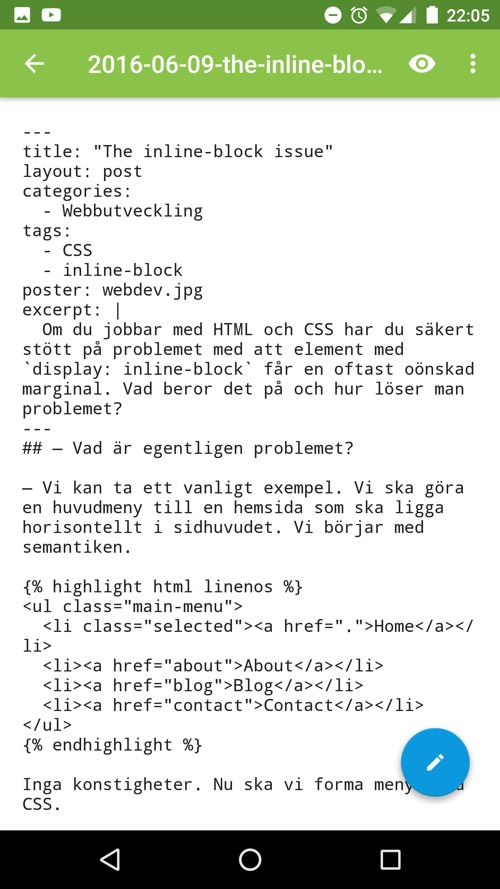 22:05
2016-06-09-the-inline-blo...
---
title: "The inline-block issue"
layout: post
categories:
  - Webbutveckling
tags:
  - CSS
  - inline-block
poster: webdev.jpg
excerpt: |
  Om du jobbar med HTML och CSS har du säkert
stött på problemet med att element med
`display: inline-block` får en oftast oönskad
marginal. Vad beror det på och hur löser man
problemet?
---
## – Vad är egentligen problemet?
– Vi kan ta ett vanligt exempel. Vi ska göra
en huvudmeny till en hemsida som ska ligga
horisontellt i sidhuvudet. Vi börjar med
semantiken.
{% highlight html linenos %}
<ul class="main-menu">
  <li class="selected"><a href=".">Home</a></
li>
  <li><a href="about">About</a></li>
  <li><a href="blog">Blog</a></li>
  <li><a href="contact">Contact</a></li>
</ul>
{% endhighlight %}
Inga konstigheter. Nu ska vi forma
CSS.